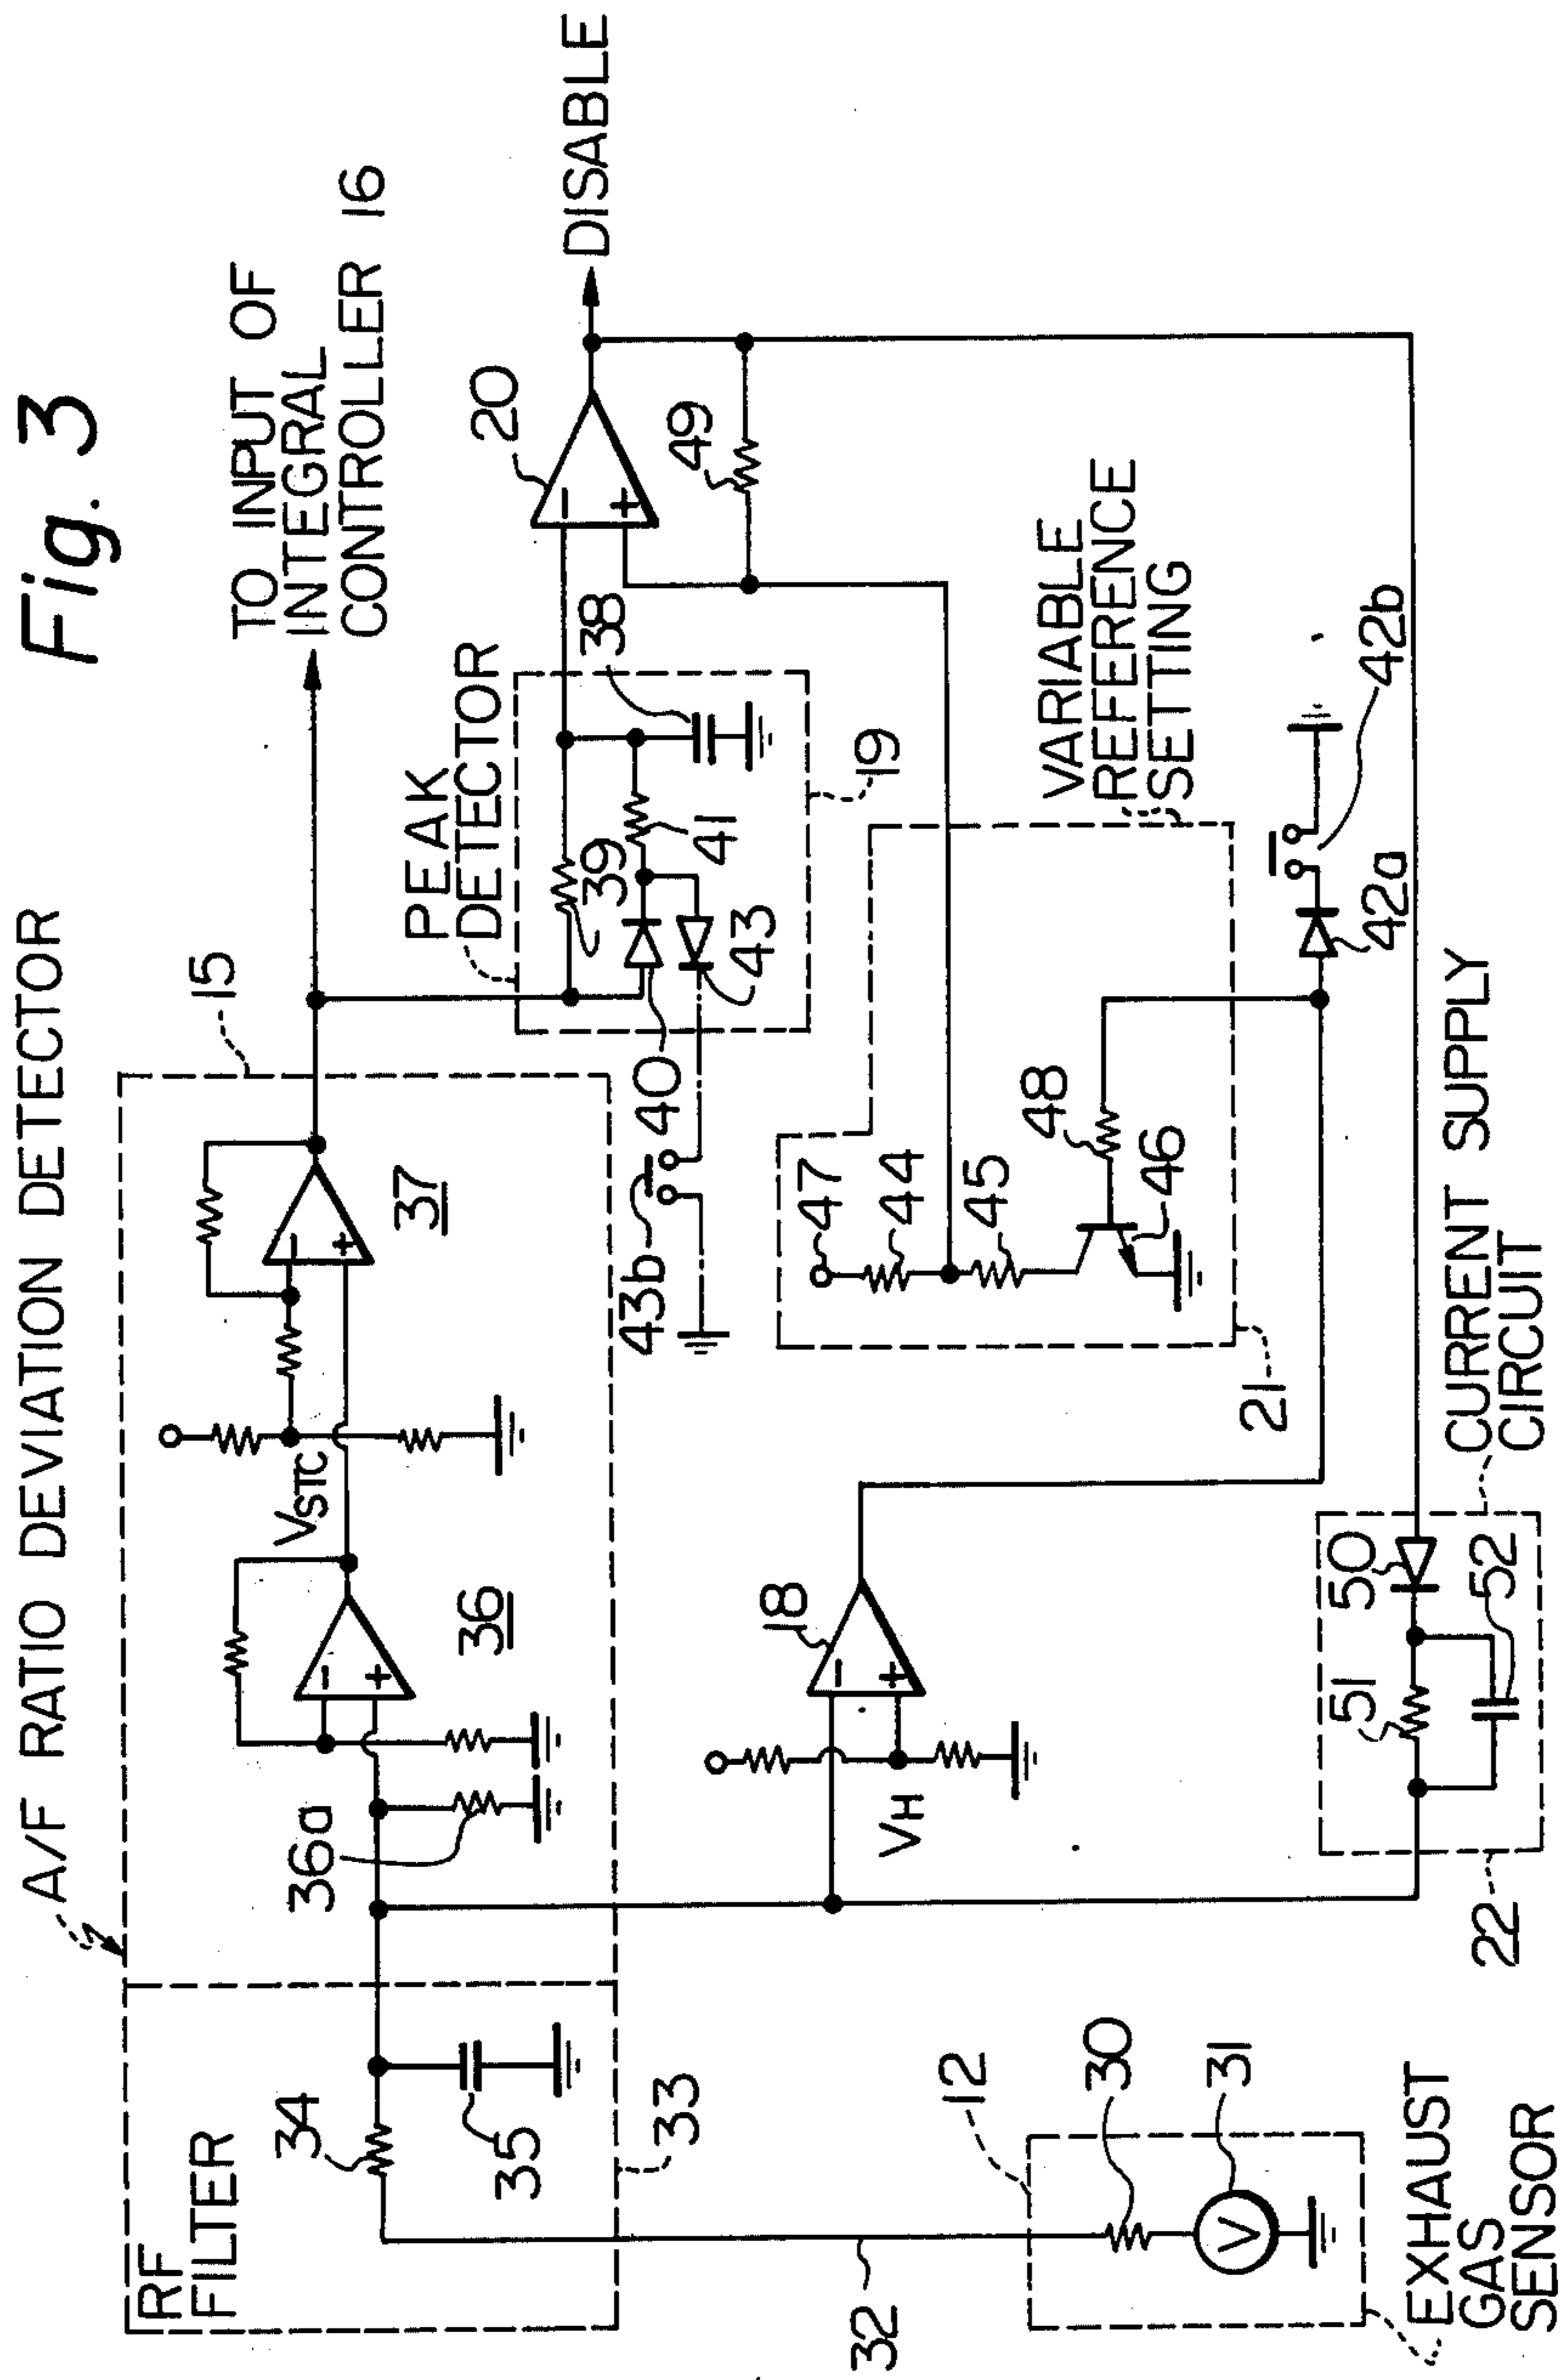 Fig. 3
A/F RATIO DEVIATION DETECTOR
15
TO INPUT OF
INTEGRAL
CONTROLLER 16
RF
FILTER
34
35
33
36a
36
VSTC
37
+
−
+
−
PEAK
DETECTOR
39
38
41
40
43
43b
19
20
−
+
DISABLE
49
18
−
+
VH
47
44
45
48
46
21
VARIABLE
REFERENCE
SETTING
42a
42b
12
30
31
V
32
EXHAUST
GAS
SENSOR
22
51
50
52
CURRENT SUPPLY
CIRCUIT